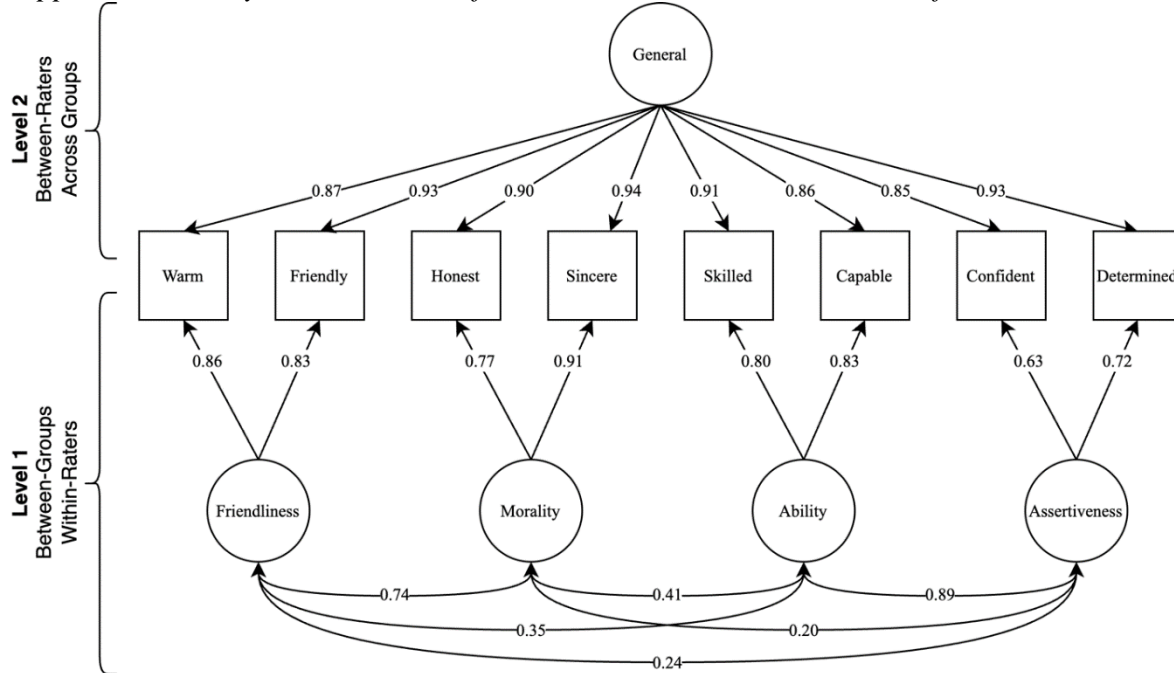 General
Level 2
Between-Raters
Across Groups
0.87
0.93
0.90
0.94
0.91
0.86
0.85
0.93
Warm
Friendly
Honest
Sincere
Skilled
Capable
Confident
Determined
Level 1
Between-Groups
Within-Raters
0.86
0.83
0.77
0.91
0.80
0.83
0.63
0.72
Friendliness
Morality
Ability
Assertiveness
0.74
0.41
0.89
0.35
0.20
0.24